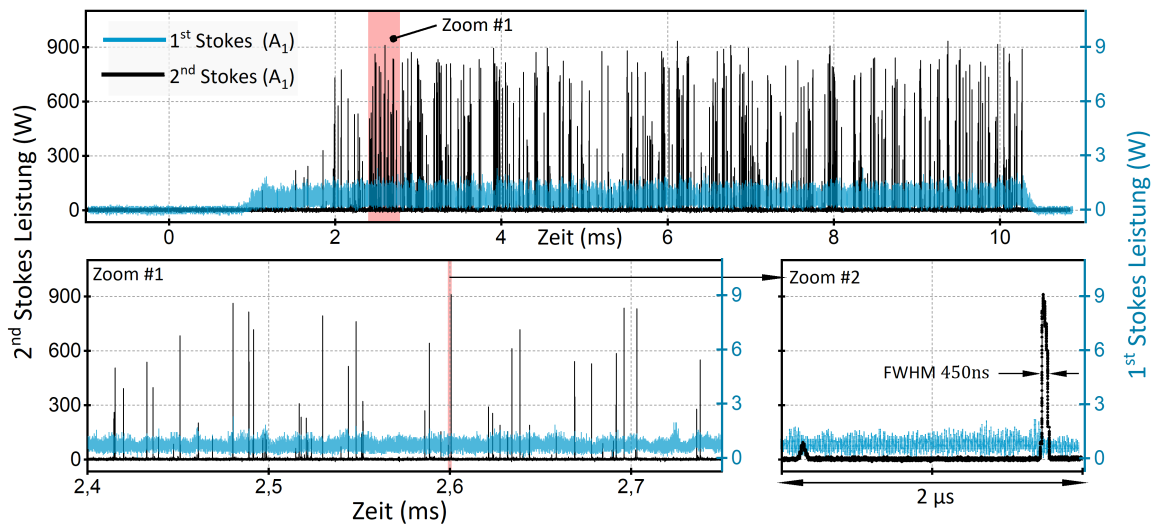 Zoom #1
1st Stokes (A1)
2nd Stokes (A1)
900
600
300
0
9
6
3
0
0
2
4
6
8
10
Zeit (ms)
2nd Stokes Leistung (W)
1st Stokes Leistung (W)
Zoom #1
900
600
300
0
9
6
3
0
2,4
2,5
2,6
2,7
Zeit (ms)
Zoom #2
FWHM 450ns
9
6
3
0
2 µs